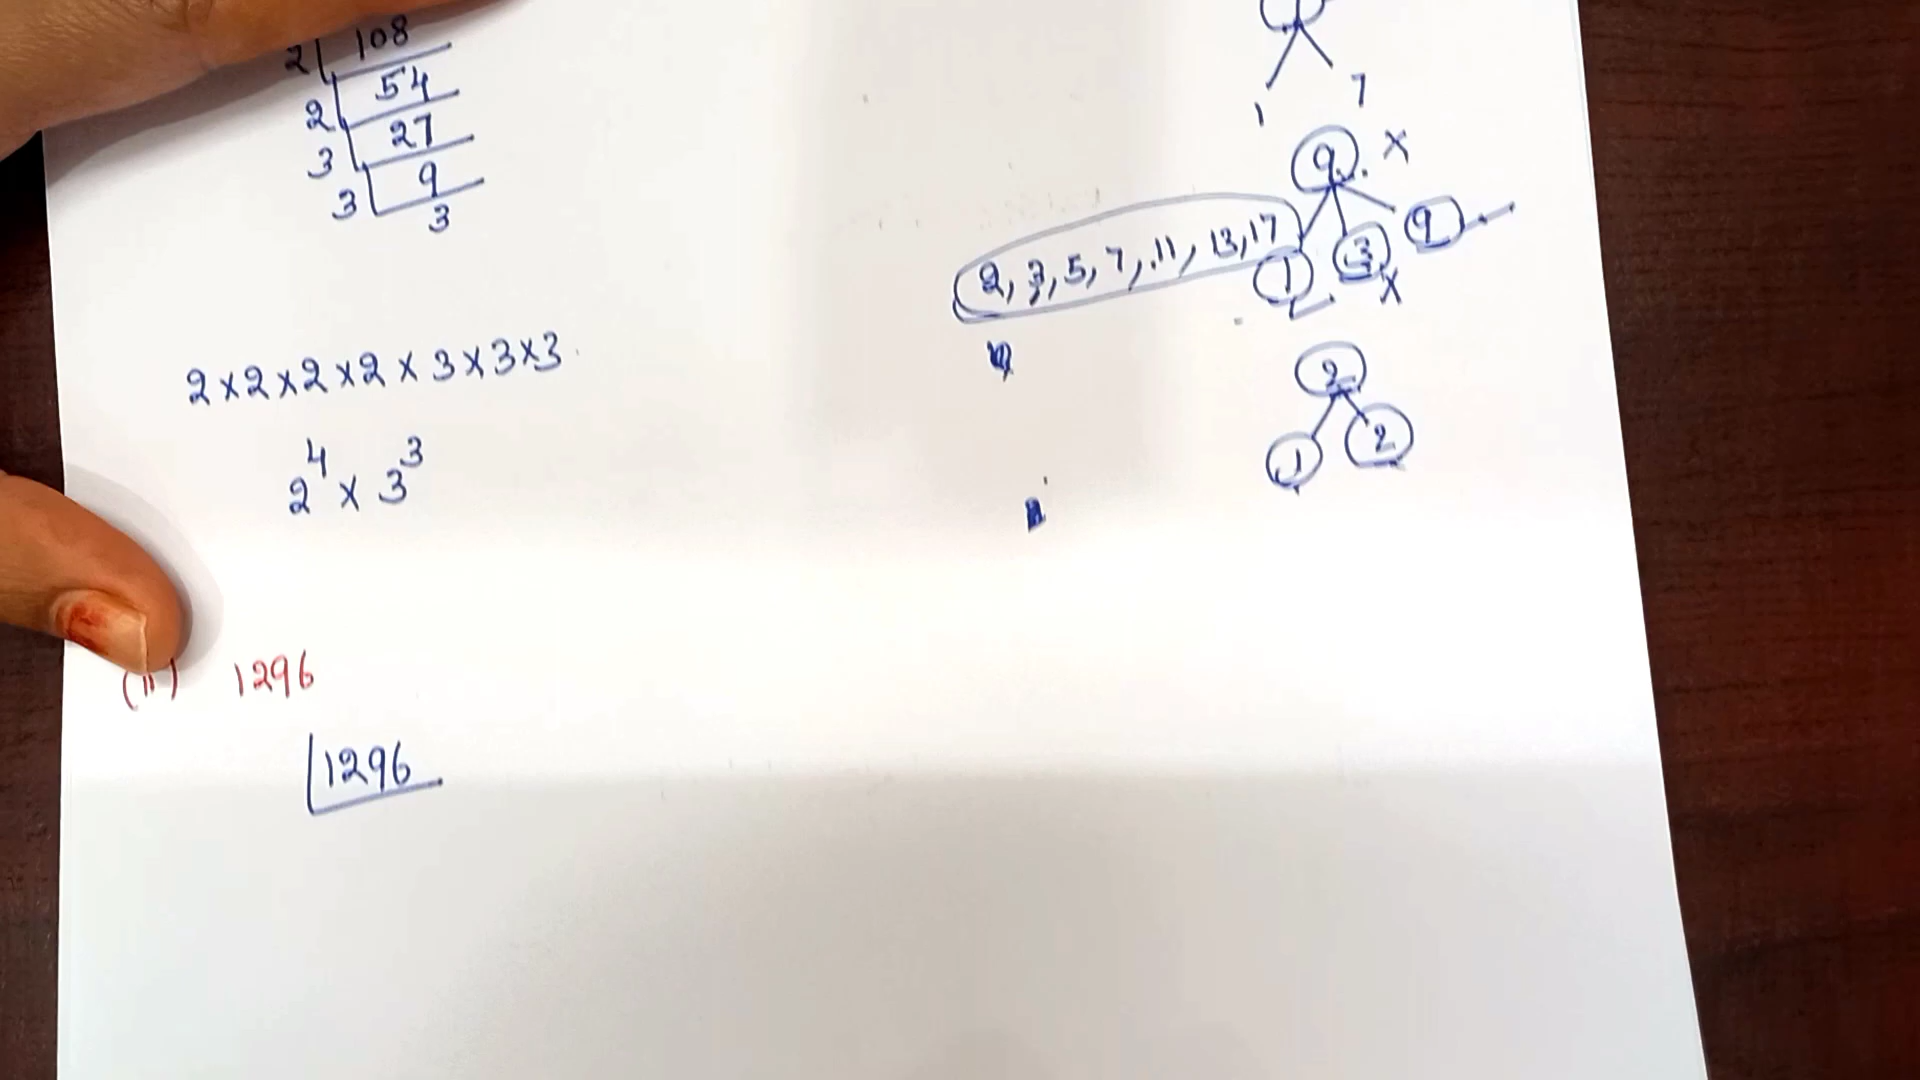 2 108
2 54
3 27
3 9
3
2 x 2 x 2 x 2 x 3 x 3 x 3
2⁴ x 3³
(ii) 1296
1296
1 7
9 x
1 3 9
x
2, 3, 5, 7, 11, 13, 17
2
1 2